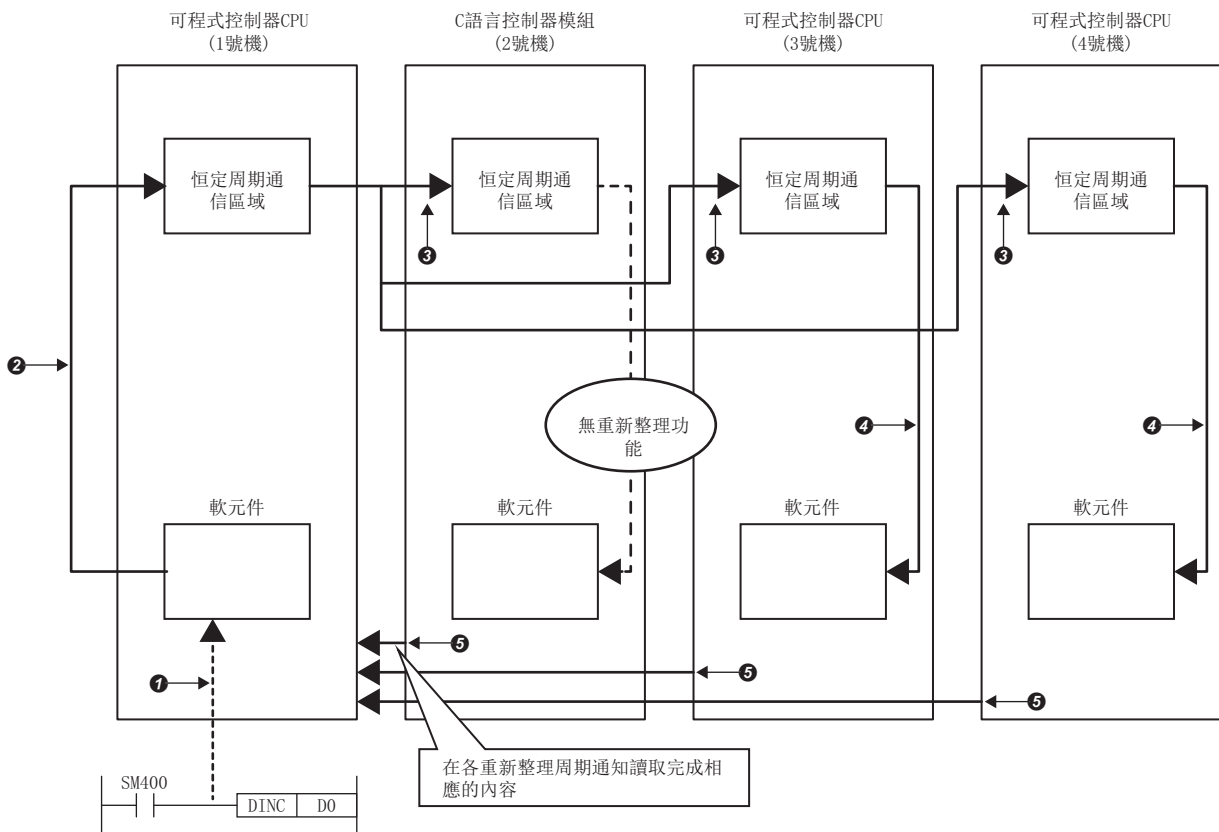 可程式控制器CPU
(1號機)
C語言控制器模組
(2號機)
可程式控制器CPU
(3號機)
可程式控制器CPU
(4號機)
恒定周期通
信區域
恒定周期通
信區域
恒定周期通
信區域
恒定周期通
信區域
❸
❸
❸
❷
無重新整理功
能
❹
❹
軟元件
軟元件
軟元件
軟元件
❺
❺
❺
❶
在各重新整理周期通知讀取完成相
應的內容
SM400
DINC D0